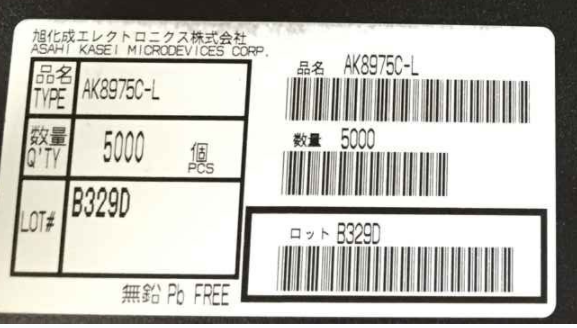 旭化成エレクトロニクス株式会社
ASAHI KASEI MICRODEVICES CORP.
品名 TYPE AK8975C-L
数量 Q'TY 5000 個 PCS
LOT# B329D
無鉛 Pb FREE
品名 AK8975C-L
数量 5000
ロット B329D